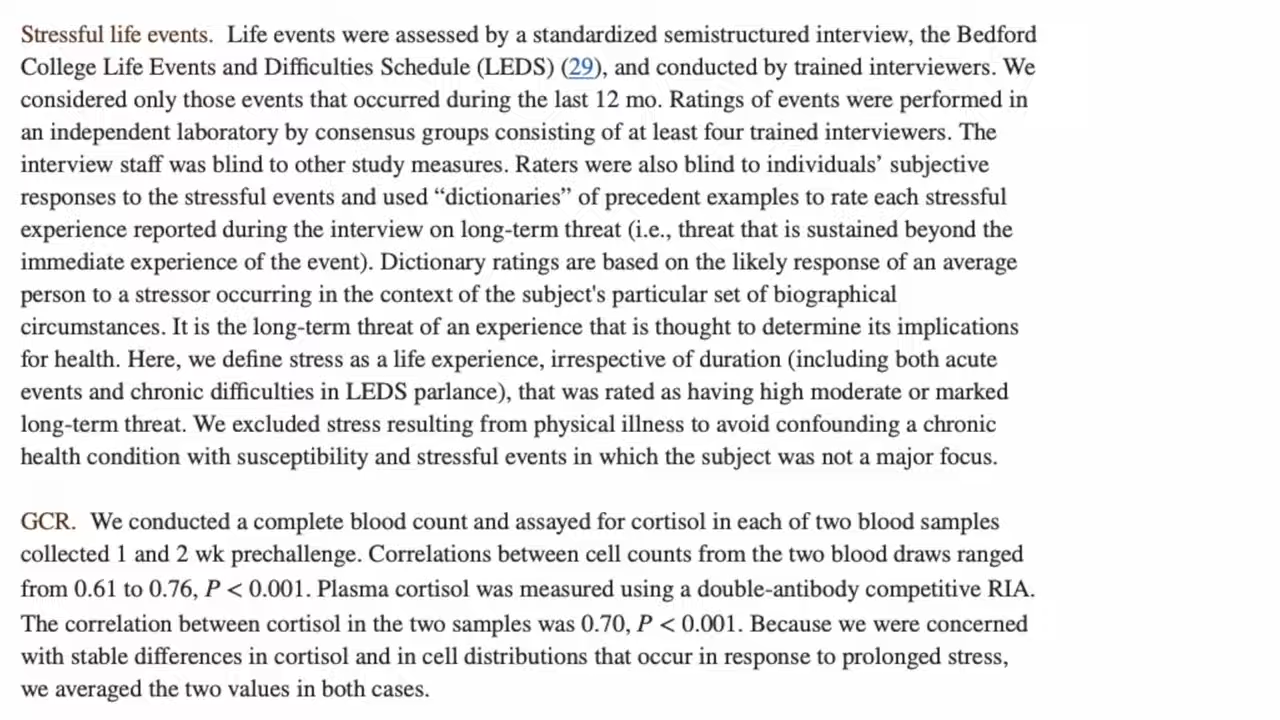 Stressful life events. Life events were assessed by a standardized semistructured interview, the Bedford
College Life Events and Difficulties Schedule (LEDS) (29), and conducted by trained interviewers. We
considered only those events that occurred during the last 12 mo. Ratings of events were performed in
an independent laboratory by consensus groups consisting of at least four trained interviewers. The
interview staff was blind to other study measures. Raters were also blind to individuals’ subjective
responses to the stressful events and used “dictionaries” of precedent examples to rate each stressful
experience reported during the interview on long-term threat (i.e., threat that is sustained beyond the
immediate experience of the event). Dictionary ratings are based on the likely response of an average
person to a stressor occurring in the context of the subject's particular set of biographical
circumstances. It is the long-term threat of an experience that is thought to determine its implications
for health. Here, we define stress as a life experience, irrespective of duration (including both acute
events and chronic difficulties in LEDS parlance), that was rated as having high moderate or marked
long-term threat. We excluded stress resulting from physical illness to avoid confounding a chronic
health condition with susceptibility and stressful events in which the subject was not a major focus.
GCR. We conducted a complete blood count and assayed for cortisol in each of two blood samples
collected 1 and 2 wk prechallenge. Correlations between cell counts from the two blood draws ranged
from 0.61 to 0.76, P < 0.001. Plasma cortisol was measured using a double-antibody competitive RIA.
The correlation between cortisol in the two samples was 0.70, P < 0.001. Because we were concerned
with stable differences in cortisol and in cell distributions that occur in response to prolonged stress,
we averaged the two values in both cases.